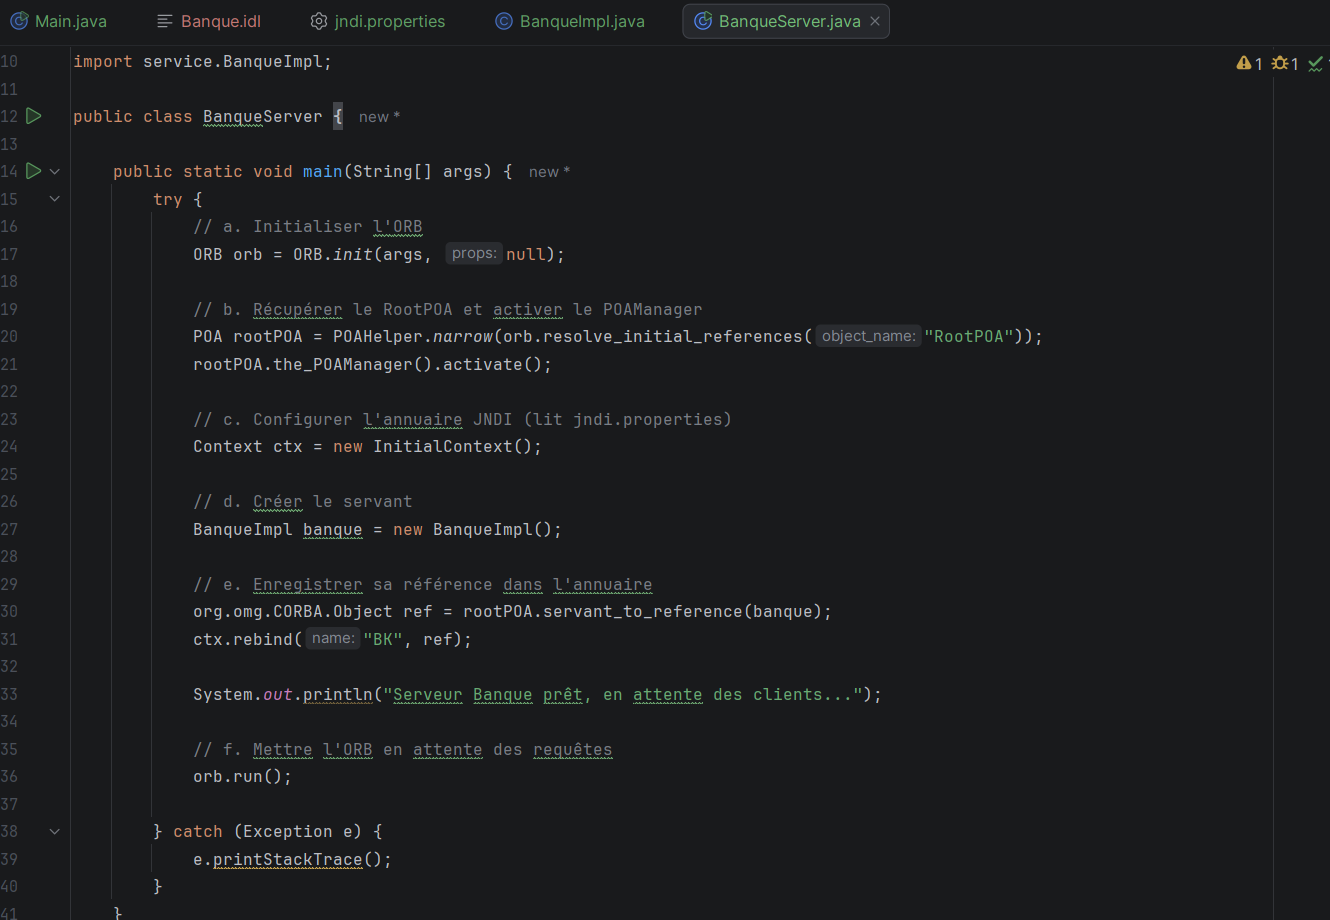 Main.java Banque.idl jndi.properties BanqueImpl.java BanqueServer.java ×
10 import service.BanqueImpl; 1 1
11
12 public class BanqueServer { new *
13
14 public static void main(String[] args) { new *
15 try {
16 // a. Initialiser l'ORB
17 ORB orb = ORB.init(args, props: null);
18
19 // b. Récupérer le RootPOA et activer le POAManager
20 POA rootPOA = POAHelper.narrow(orb.resolve_initial_references( object_name: "RootPOA"));
21 rootPOA.the_POAManager().activate();
22
23 // c. Configurer l'annuaire JNDI (lit jndi.properties)
24 Context ctx = new InitialContext();
25
26 // d. Créer le servant
27 BanqueImpl banque = new BanqueImpl();
28
29 // e. Enregistrer sa référence dans l'annuaire
30 org.omg.CORBA.Object ref = rootPOA.servant_to_reference(banque);
31 ctx.rebind( name: "BK", ref);
32
33 System.out.println("Serveur Banque prêt, en attente des clients...");
34
35 // f. Mettre l'ORB en attente des requêtes
36 orb.run();
37
38 } catch (Exception e) {
39 e.printStackTrace();
40 }
41 }